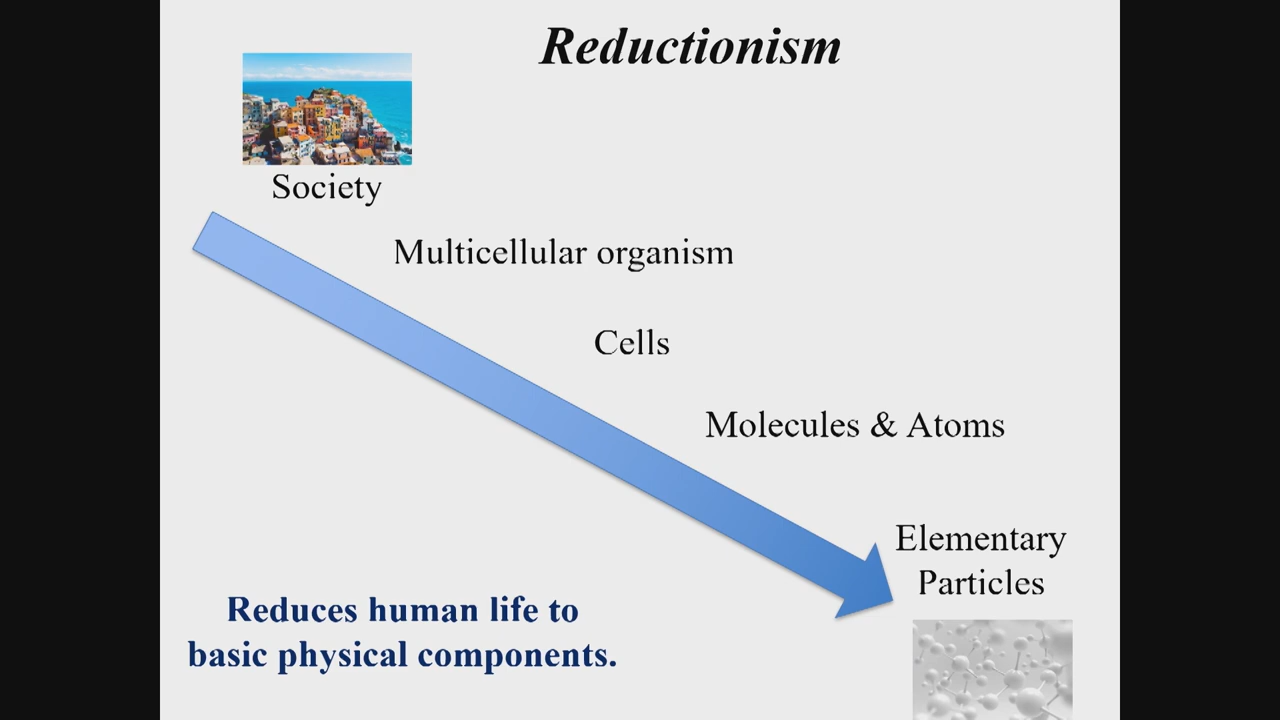 Reductionism
Society
Multicellular organism
Cells
Molecules & Atoms
Elementary
Particles
Reduces human life to
basic physical components.